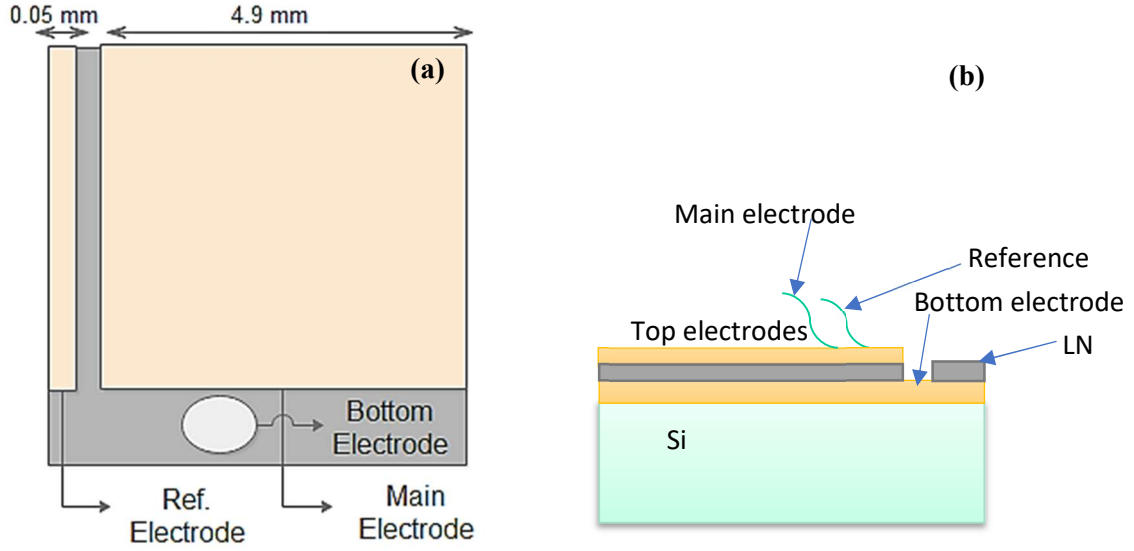 0.05 mm
4.9 mm
(a)
Bottom
Electrode
Ref.
Electrode
Main
Electrode
(b)
Main electrode
Reference
Bottom electrode
Top electrodes
LN
Si